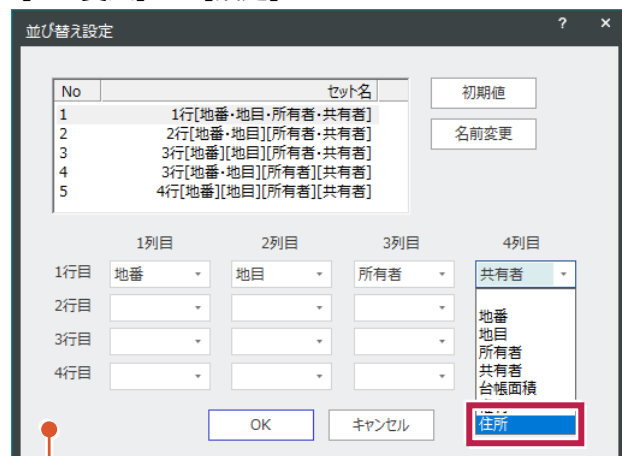 並び替え設定 ? ×
No セット名
1 1行[地番・地目・所有者・共有者]
2 2行[地番・地目][所有者・共有者]
3 3行[地番][地目][所有者・共有者]
4 3行[地番・地目][所有者][共有者]
5 4行[地番][地目][所有者][共有者]
初期値
名前変更
1列目 2列目 3列目 4列目
1行目 地番 地目 所有者 共有者
2行目
3行目
4行目
地番
地目
所有者
共有者
台帳面積
住所
OK キャンセル